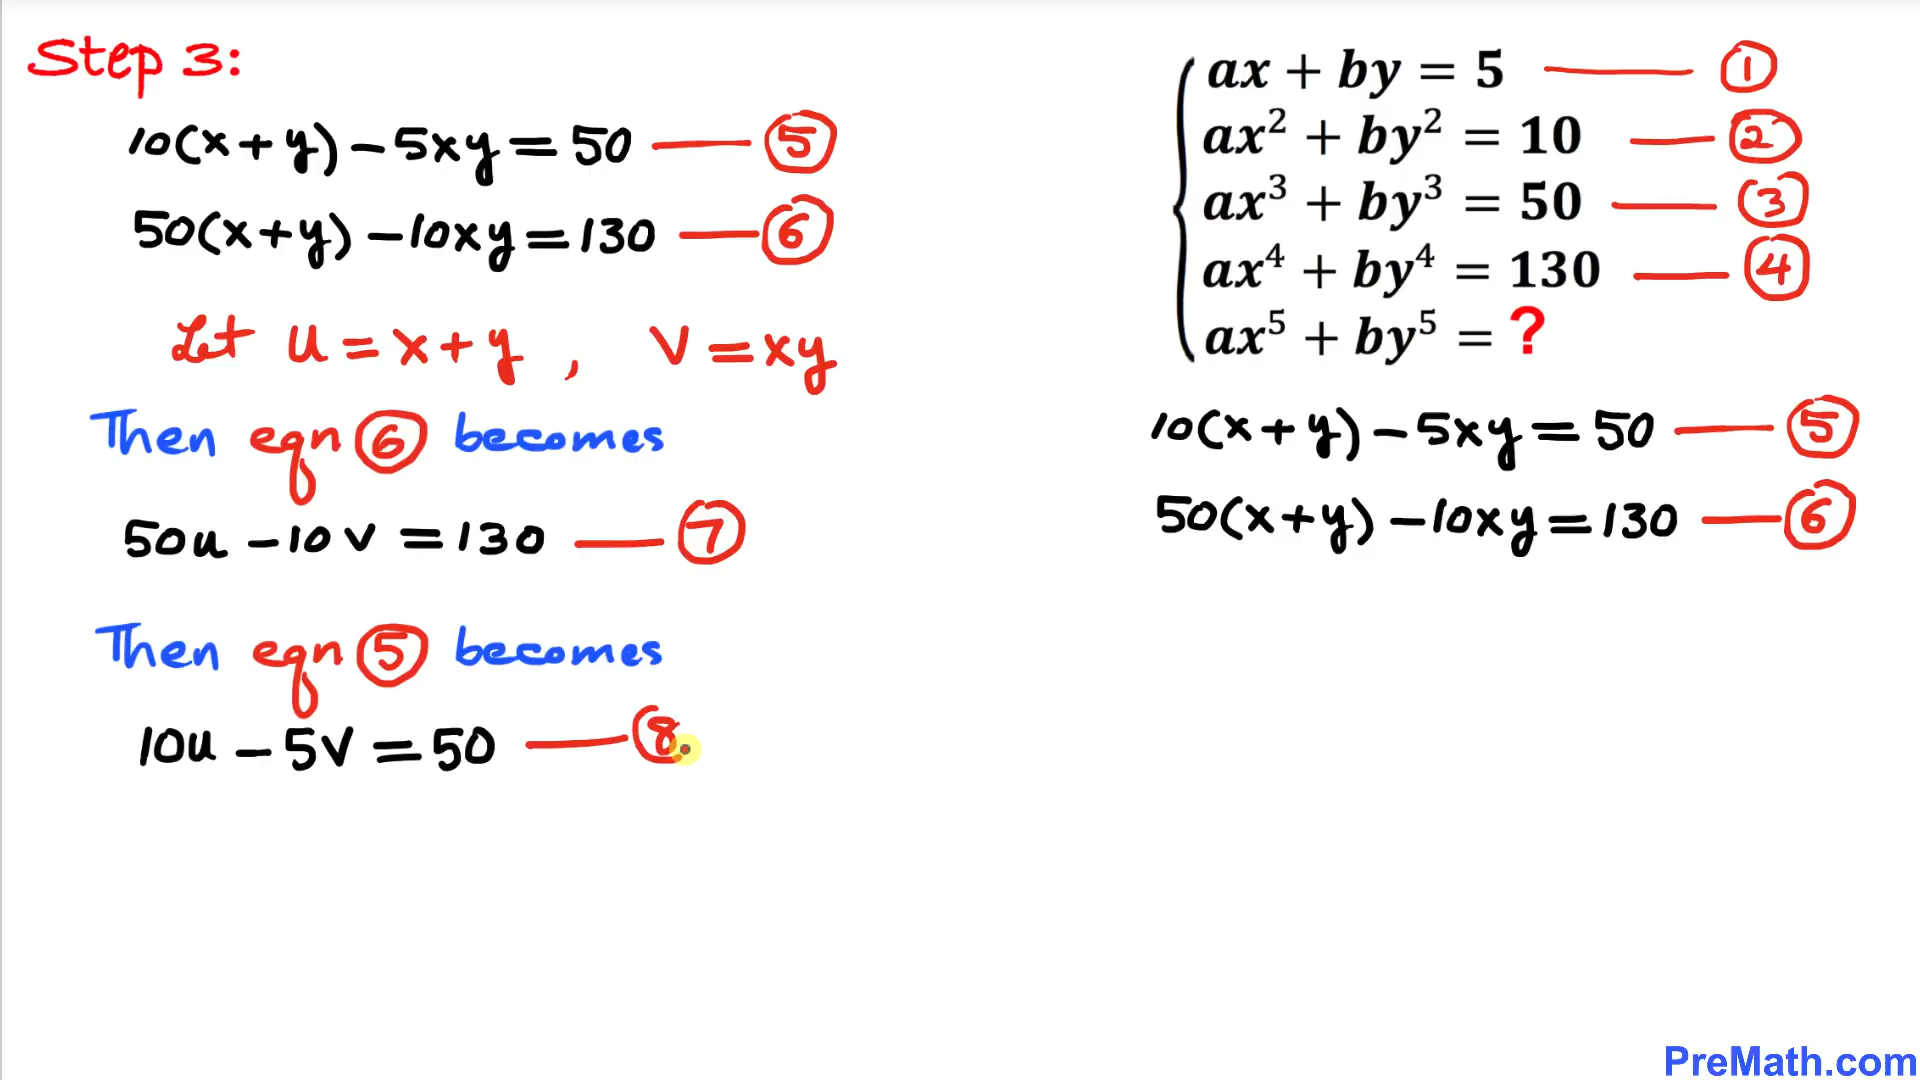 Step 3:
10(x+y)-5xy=50 — ⑤
50(x+y)-10xy=130 — ⑥
Let u=x+y, v=xy
Then eqn ⑥ becomes
50u-10v=130 — ⑦
Then eqn ⑤ becomes
10u-5v=50 — ⑧
ax + by = 5 — ①
ax² + by² = 10 — ②
ax³ + by³ = 50 — ③
ax⁴ + by⁴ = 130 — ④
ax⁵ + by⁵ = ?
10(x+y)-5xy=50 — ⑤
50(x+y)-10xy=130 — ⑥
PreMath.com